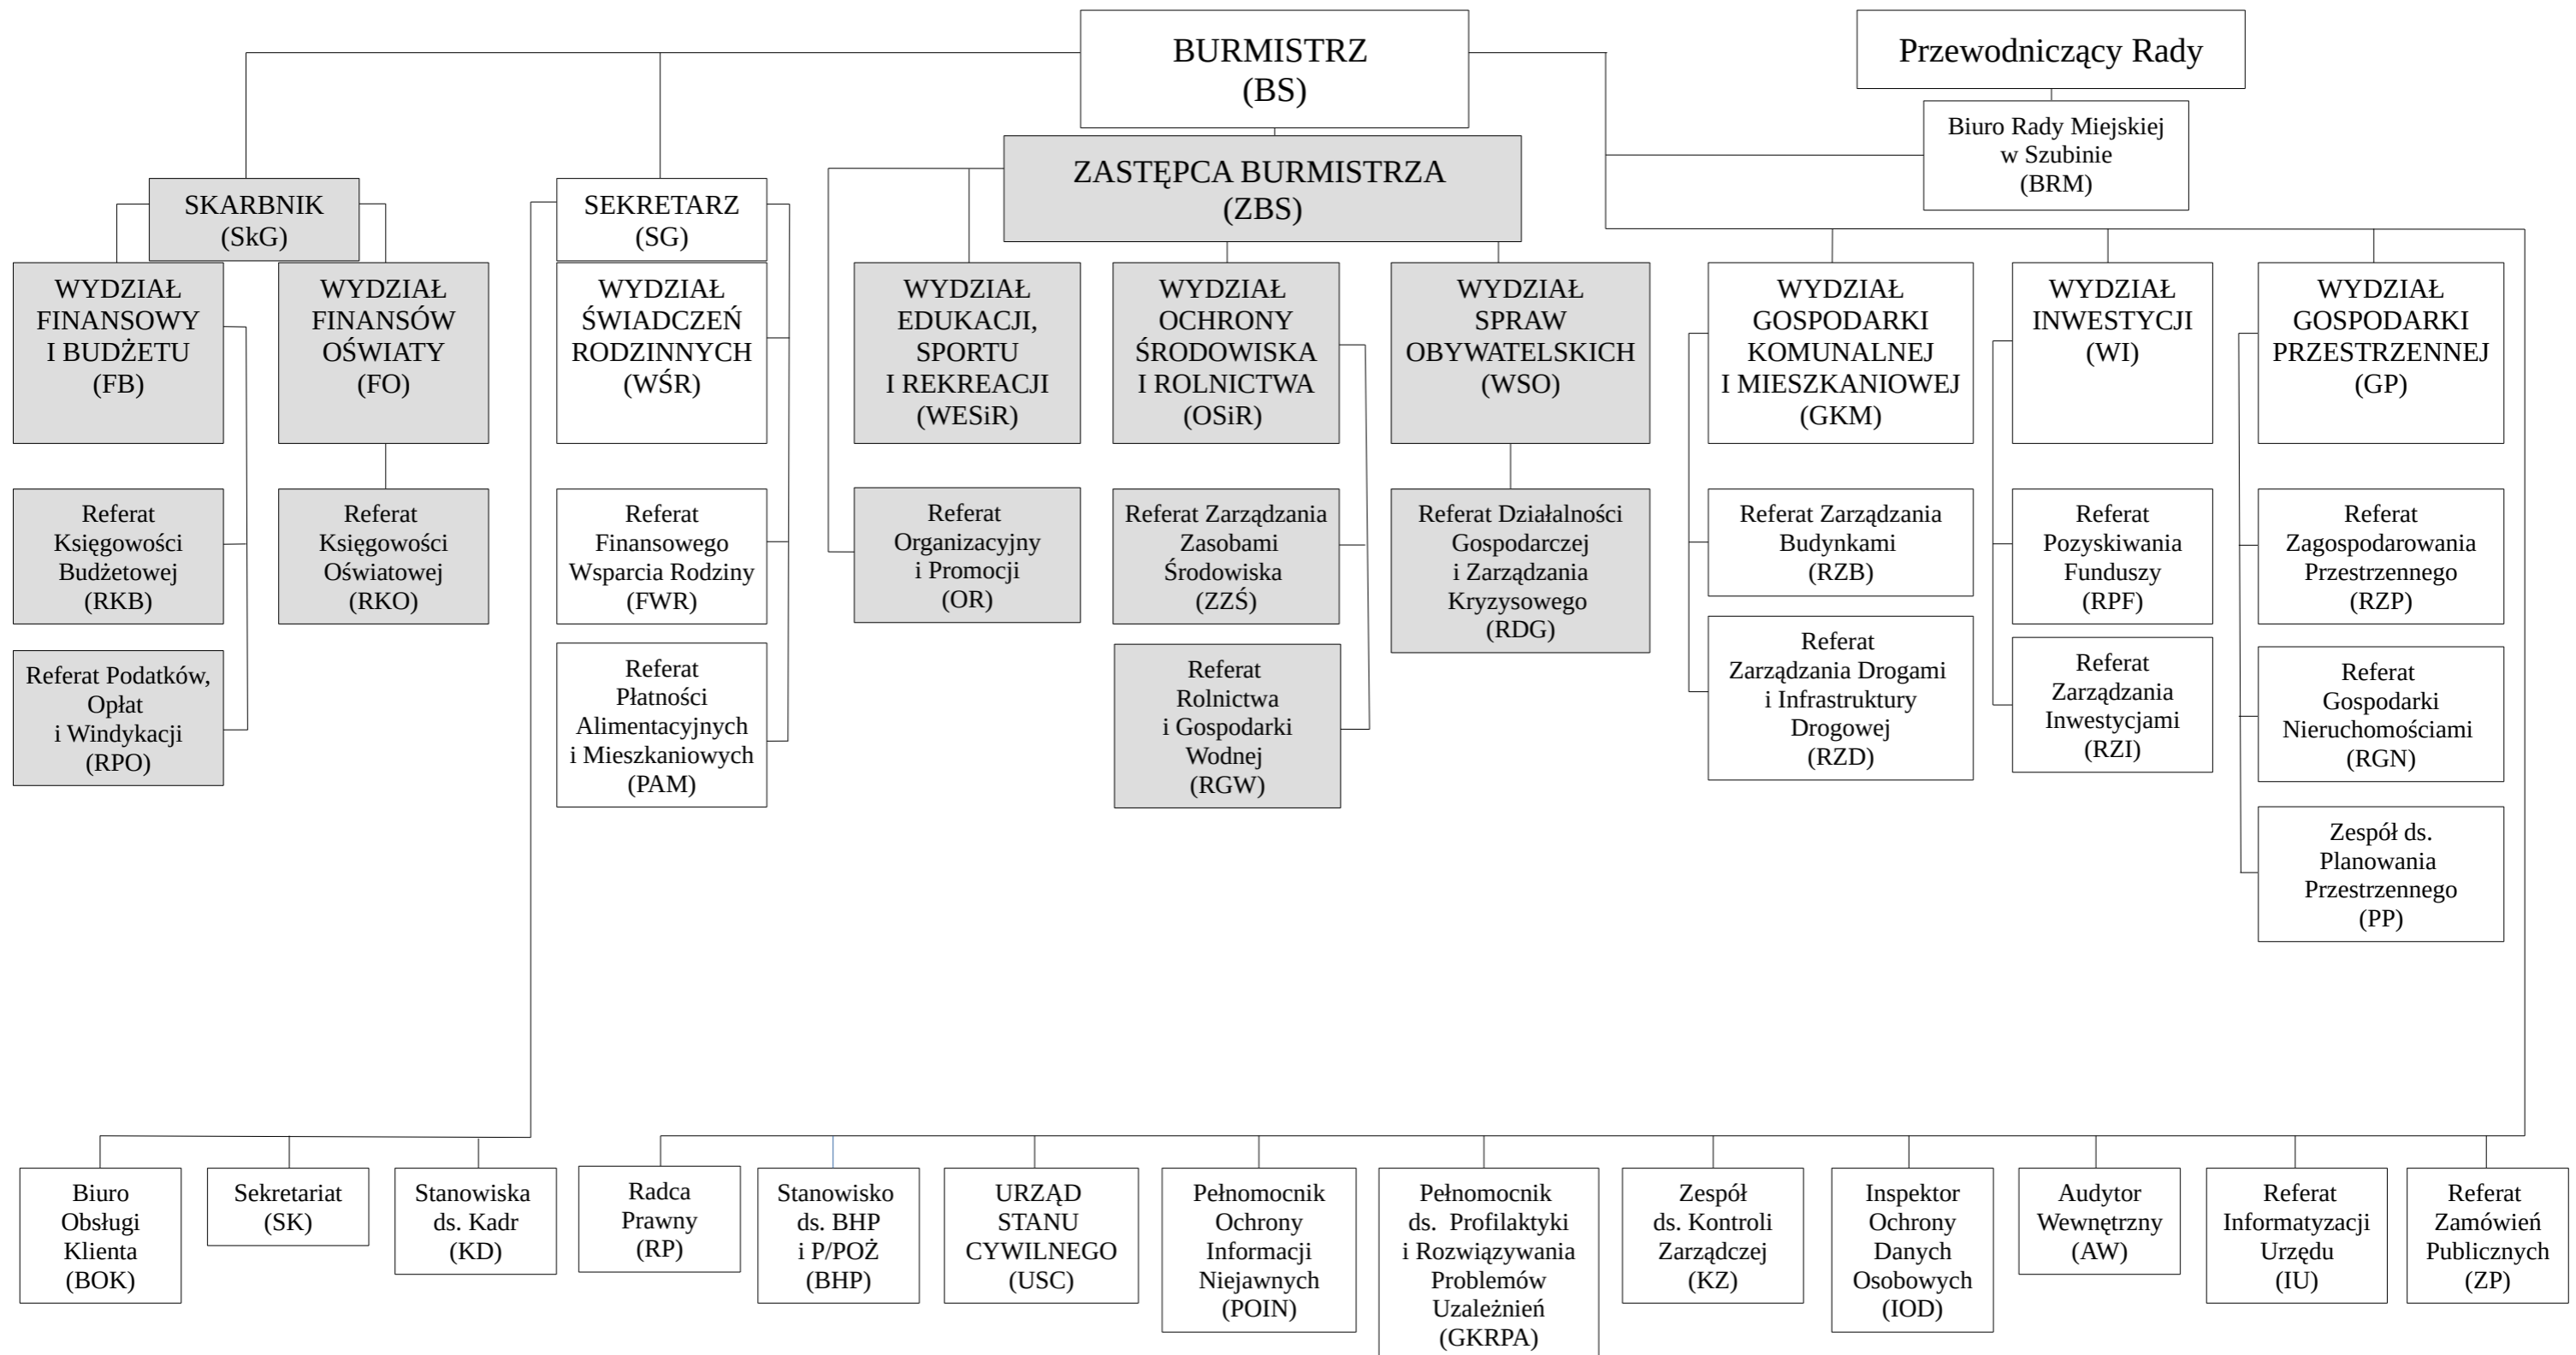 BURMISTRZ
(BS)
Przewodniczący Rady
Biuro Rady Miejskiej
w Szubinie
(BRM)
ZASTĘPCA BURMISTRZA
(ZBS)
SKARBNIK
(SkG)
SEKRETARZ
(SG)
WYDZIAŁ
FINANSOWY
I BUDŻETU
(FB)
WYDZIAŁ
FINANSÓW
OŚWIATY
(FO)
WYDZIAŁ
ŚWIADCZEŃ
RODZINNYCH
(WŚR)
WYDZIAŁ
EDUKACJI,
SPORTU
I REKREACJI
(WESiR)
WYDZIAŁ
OCHRONY
ŚRODOWISKA
I ROLNICTWA
(OSiR)
WYDZIAŁ
SPRAW
OBYWATELSKICH
(WSO)
WYDZIAŁ
GOSPODARKI
KOMUNALNEJ
I MIESZKANIOWEJ
(GKM)
WYDZIAŁ
INWESTYCJI
(WI)
WYDZIAŁ
GOSPODARKI
PRZESTRZENNEJ
(GP)
Referat
Księgowości
Budżetowej
(RKB)
Referat
Księgowości
Oświatowej
(RKO)
Referat
Finansowego
Wsparcia Rodziny
(FWR)
Referat
Organizacyjny
i Promocji
(OR)
Referat Zarządzania
Zasobami
Środowiska
(ZZŚ)
Referat Działalności
Gospodarczej
i Zarządzania
Kryzysowego
(RDG)
Referat Zarządzania
Budynkami
(RZB)
Referat
Pozyskiwania
Funduszy
(RPF)
Referat
Zagospodarowania
Przestrzennego
(RZP)
Referat Podatków,
Opłat
i Windykacji
(RPO)
Referat
Płatności
Alimentacyjnych
i Mieszkaniowych
(PAM)
Referat
Rolnictwa
i Gospodarki
Wodnej
(RGW)
Referat
Zarządzania Drogami
i Infrastruktury
Drogowej
(RZD)
Referat
Zarządzania
Inwestycjami
(RZI)
Referat
Gospodarki
Nieruchomościami
(RGN)
Zespół ds.
Planowania
Przestrzennego
(PP)
Biuro
Obsługi
Klienta
(BOK)
Sekretariat
(SK)
Stanowiska
ds. Kadr
(KD)
Radca
Prawny
(RP)
Stanowisko
ds. BHP
i P/POŻ
(BHP)
URZĄD
STANU
CYWILNEGO
(USC)
Pełnomocnik
Ochrony
Informacji
Niejawnych
(POIN)
Pełnomocnik
ds. Profilaktyki
i Rozwiązywania
Problemów
Uzależnień
(GKRPA)
Zespół
ds. Kontroli
Zarządczej
(KZ)
Inspektor
Ochrony
Danych
Osobowych
(IOD)
Audytor
Wewnętrzny
(AW)
Referat
Informatyzacji
Urzędu
(IU)
Referat
Zamówień
Publicznych
(ZP)